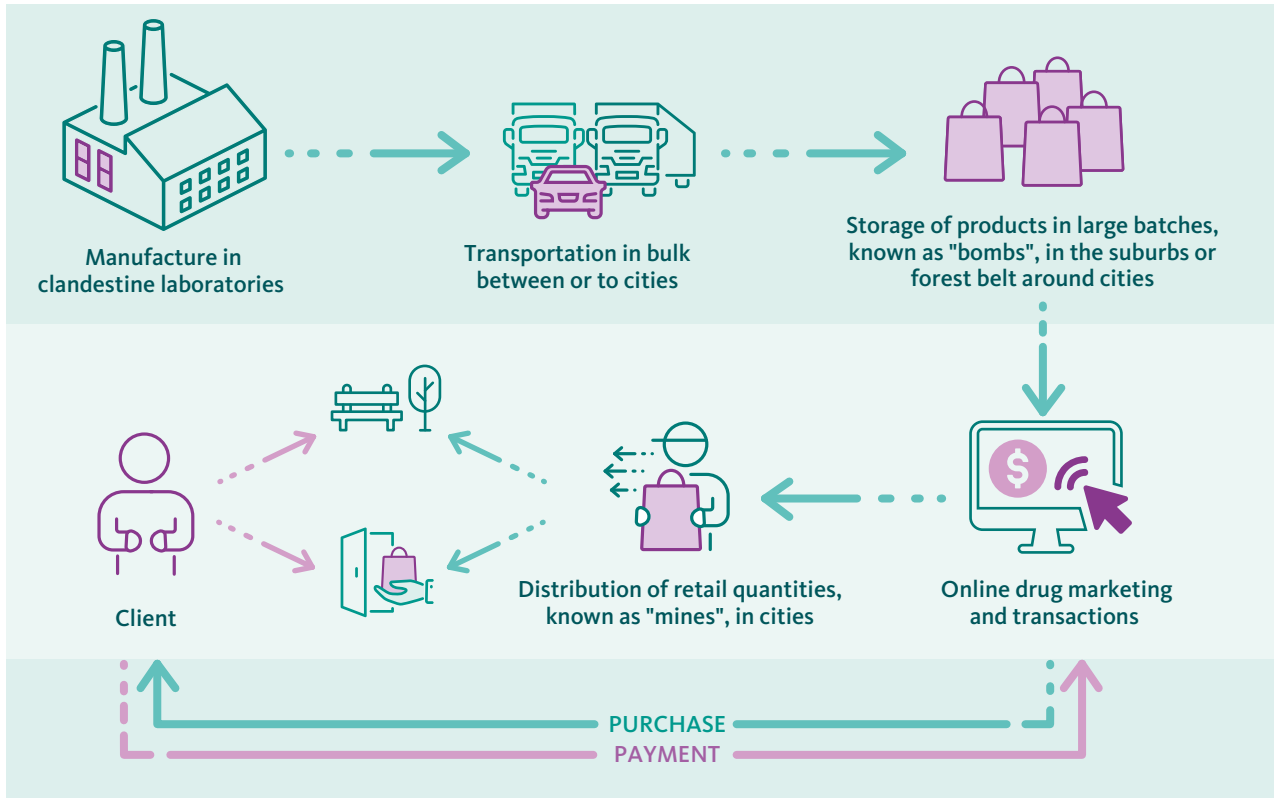 Manufacture in
clandestine laboratories
Transportation in bulk
between or to cities
Storage of products in large batches,
known as "bombs", in the suburbs or
forest belt around cities
Client
Distribution of retail quantities,
known as "mines", in cities
$
Online drug marketing
and transactions
PURCHASE
PAYMENT